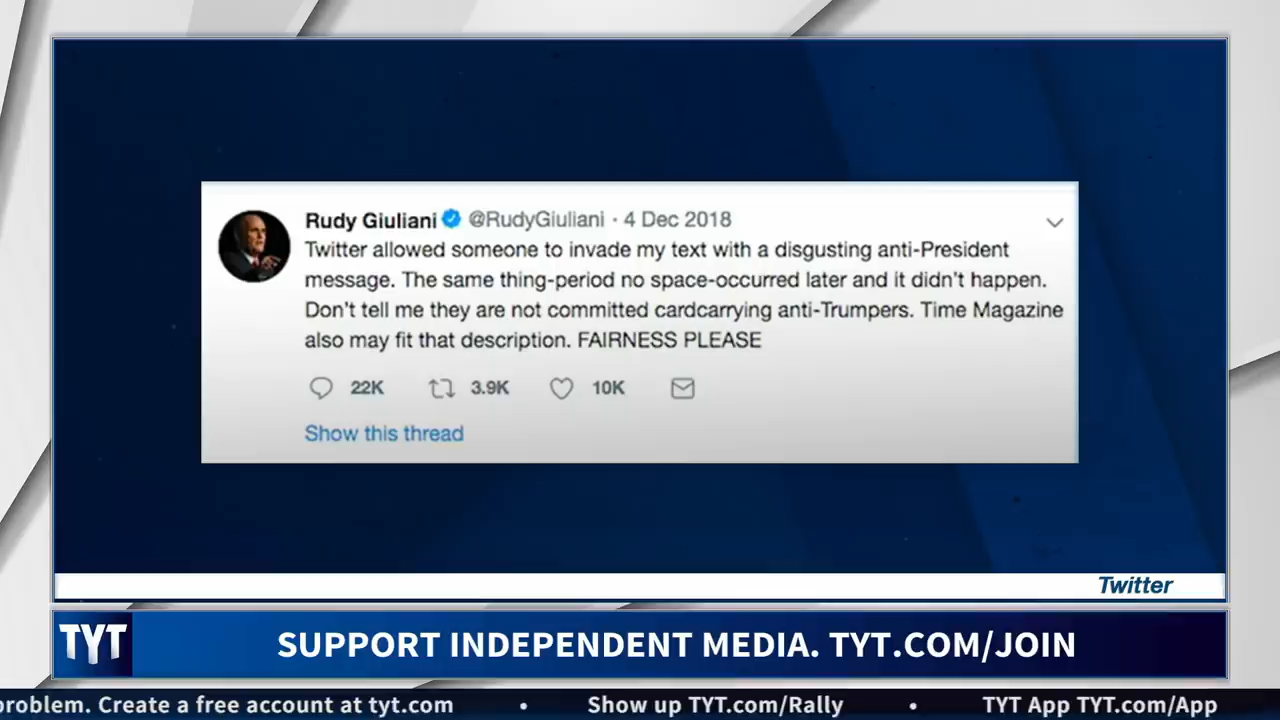 Rudy Giuliani @RudyGiuliani · 4 Dec 2018
Twitter allowed someone to invade my text with a disgusting anti-President
message. The same thing-period no space-occurred later and it didn't happen.
Don't tell me they are not committed cardcarrying anti-Trumpers. Time Magazine
also may fit that description. FAIRNESS PLEASE
22K 3.9K 10K
Show this thread
Twitter
TYT SUPPORT INDEPENDENT MEDIA. TYT.COM/JOIN
problem. Create a free account at tyt.com • Show up TYT.com/Rally • TYT App TYT.com/App